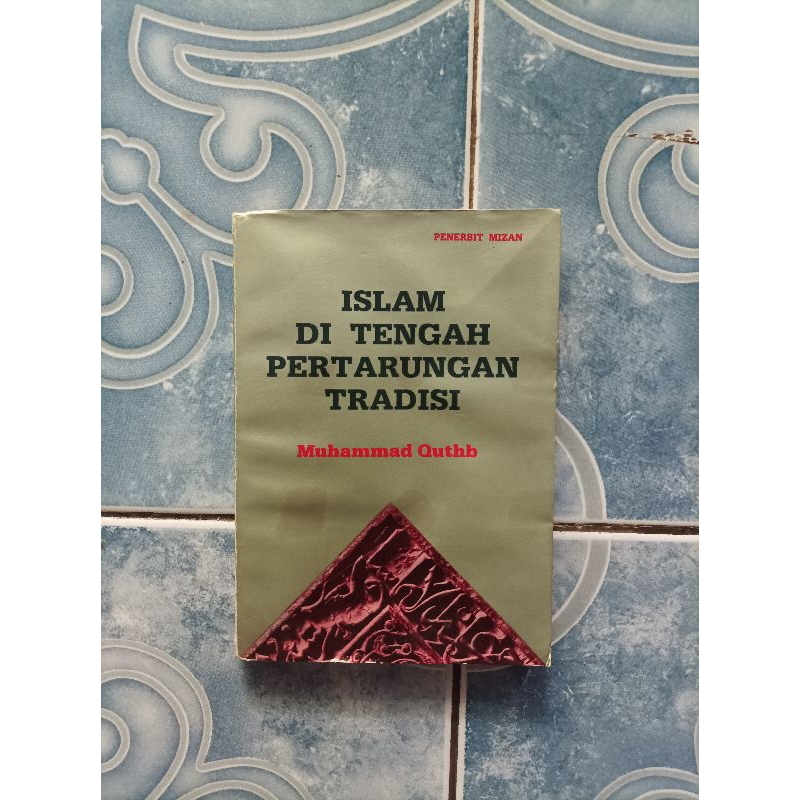 PENERBIT MIZAN
ISLAM
DI TENGAH
PERTARUNGAN
TRADISI
Muhammad Quthb